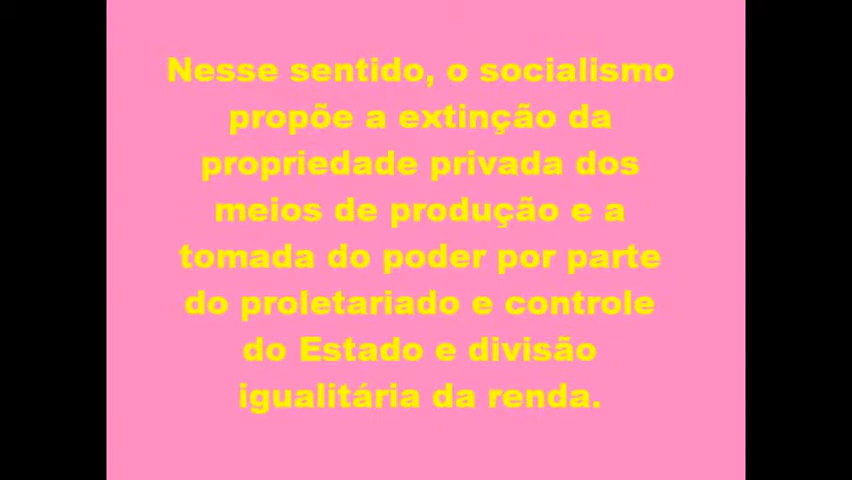 Nesse sentido, o socialismo
propõe a extinção da
propriedade privada dos
meios de produção e a
tomada do poder por parte
do proletariado e controle
do Estado e divisão
igualitária da renda.